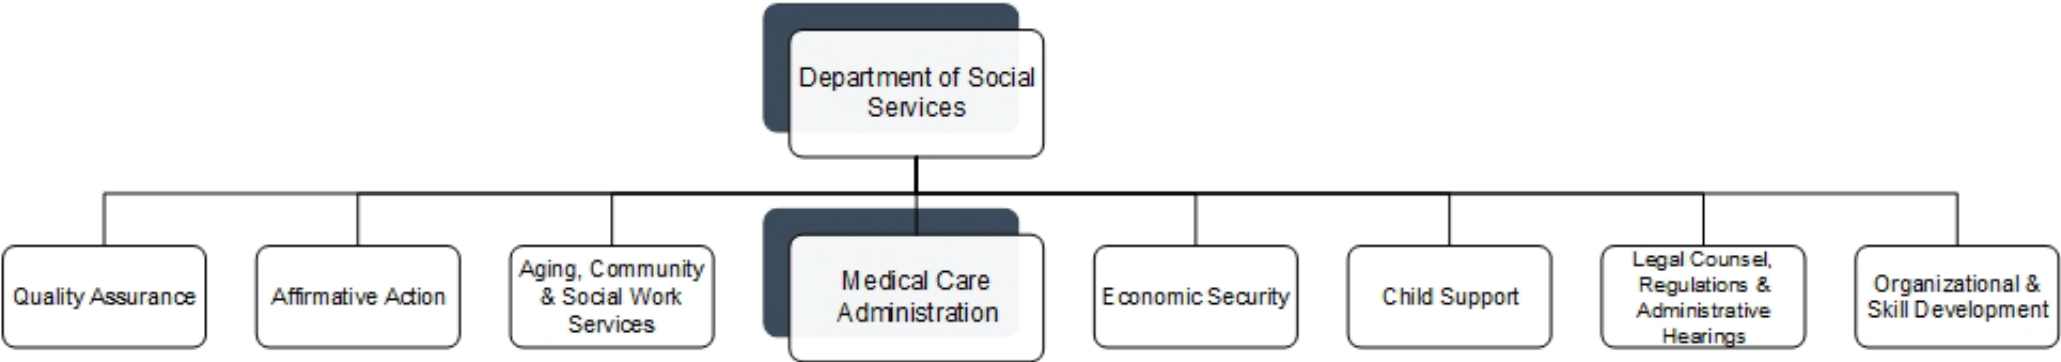 Department of Social
Services
Quality Assurance
Affirmative Action
Aging, Community
& Social Work
Services
Medical Care
Administration
Economic Security
Child Support
Legal Counsel,
Regulations &
Administrative
Hearings
Organizational &
Skill Development